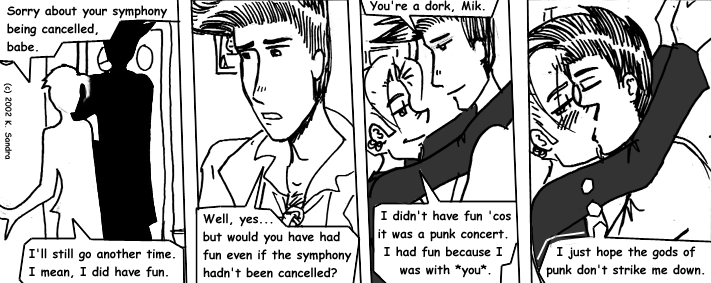 Sorry about your symphony
being cancelled,
babe.
(c) 2002 K. Sandra
I'll still go another time.
I mean, I did have fun.
Well, yes...
but would you have had
fun even if the symphony
hadn't been cancelled?
You're a dork, Mik.
I didn't have fun 'cos
it was a punk concert.
I had fun because I
was with *you*.
I just hope the gods of
punk don't strike me down.